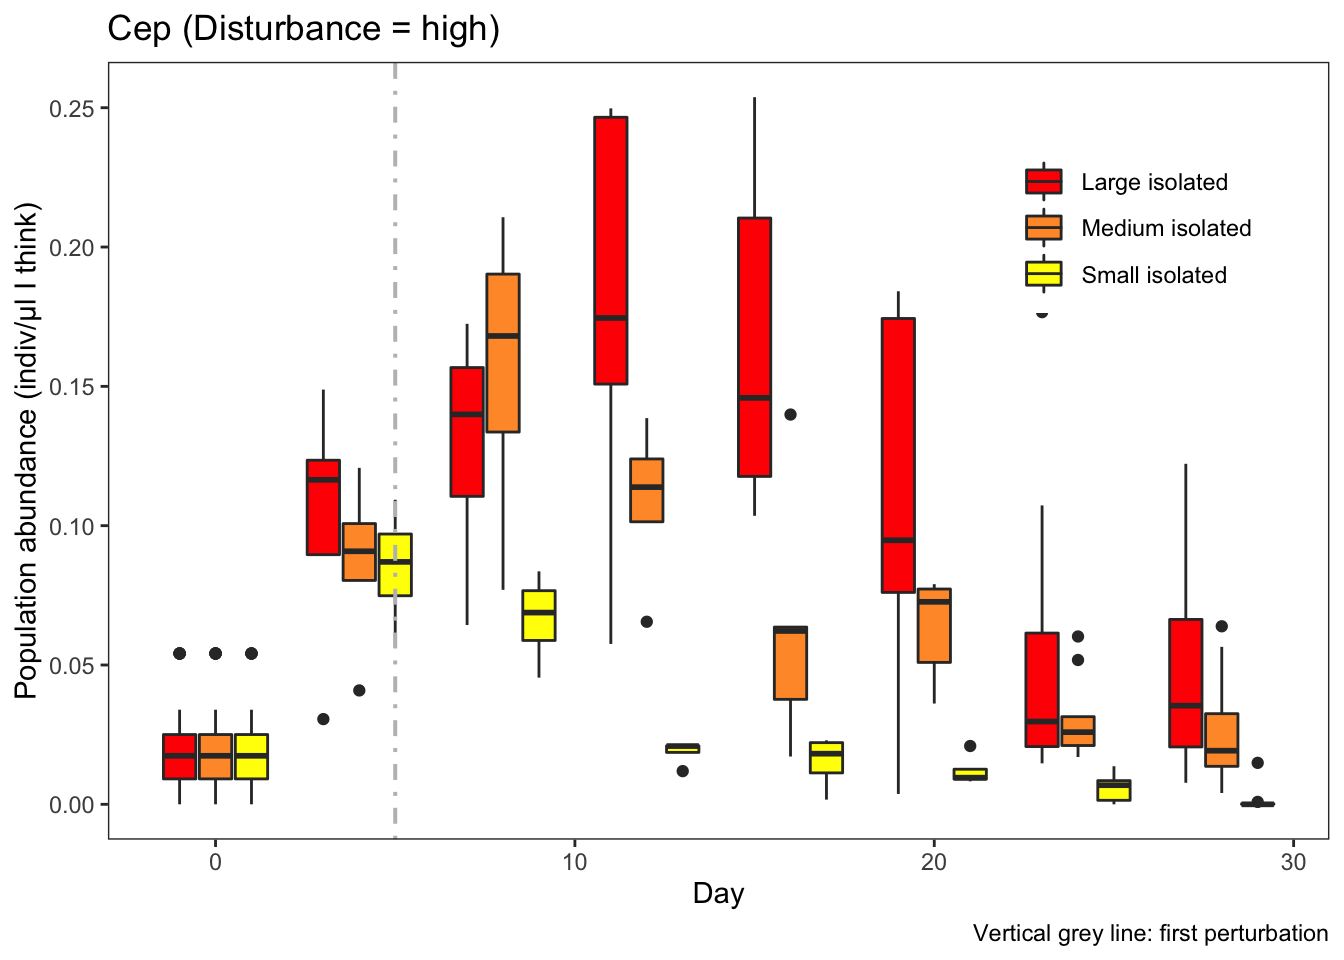 Cep (Disturbance = high)
Population abundance (indiv/µl I think)
0.25
0.20
0.15
0.10
0.05
0.00
Large isolated
Medium isolated
Small isolated
0
10
20
30
Day
Vertical grey line: first perturbation